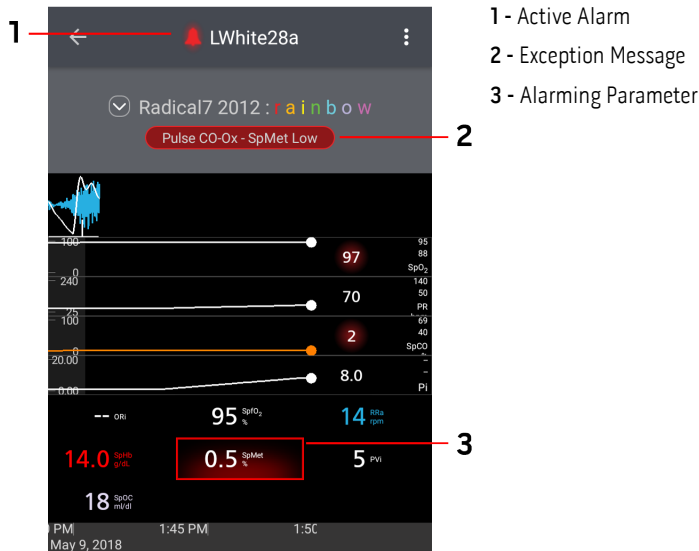 1
LWhite28a
1 - Active Alarm
2 - Exception Message
3 - Alarming Parameter
Radical7 2012 : rainbow
Pulse CO-Ox - SpMet Low
2
100
0
97
95
88
SpO₂
240
25
70
140
50
PR
100
0
2
69
40
SpCO
20.00
0.00
8.0
–
–
Pi
-- ORi
95 SpfO₂ %
14 RRa rpm
14.0 SpHb g/dL
0.5 SpMet %
5 PVi
3
18 SpOC ml/dl
PM
1:45 PM
1:50
May 9, 2018